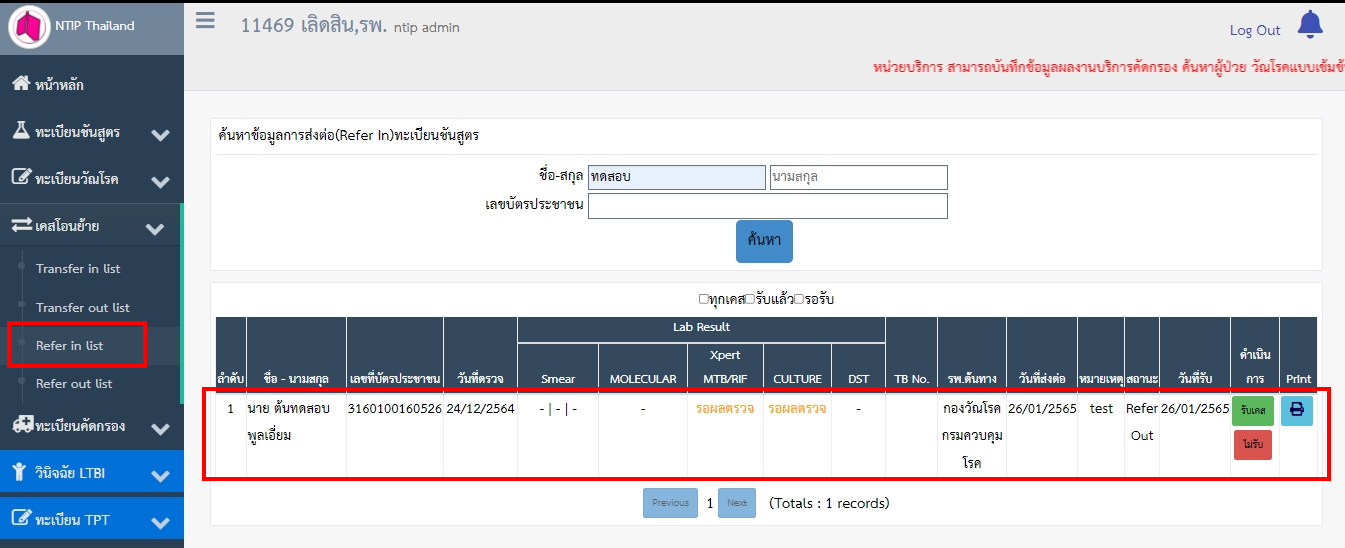 NTIP Thailand
11469 เลิดสิน,รพ. ntip admin
Log Out
หน่วยบริการ สามารถบันทึกข้อมูลผลงานบริการคัดกรอง ค้นหาผู้ป่วย วัณโรคแบบเข้มข้
หน้าหลัก
ทะเบียนชันสูตร
ทะเบียนวัณโรค
เคสโอนย้าย
Transfer in list
Transfer out list
Refer in list
Refer out list
ทะเบียนคัดกรอง
วินิจฉัย LTBI
ทะเบียน TPT
ค้นหาข้อมูลการส่งต่อ(Refer In)ทะเบียนชันสูตร
ชื่อ-สกุล ทดสอบ นามสกุล
เลขบัตรประชาชน
ค้นหา
ทุกเคส รับแล้ว รอรับ
Lab Result
Xpert ดำเนิน
ลำดับ ชื่อ - นามสกุล เลขที่บัตรประชาชน วันที่ตรวจ Smear MOLECULAR MTB/RIF CULTURE DST TB No. รพ.ต้นทาง วันที่ส่งต่อ หมายเหตุ สถานะ วันที่รับ การ Print
1 นาย ต้นทดสอบ 3160100160526 24/12/2564 - | - | - - รอผลตรวจ รอผลตรวจ - กองวัณโรค 26/01/2565 test Refer 26/01/2565 รับเคส
พูลเอี่ยม กรมควบคุม Out ไม่รับ
โรค
Previous 1 Next (Totals : 1 records)